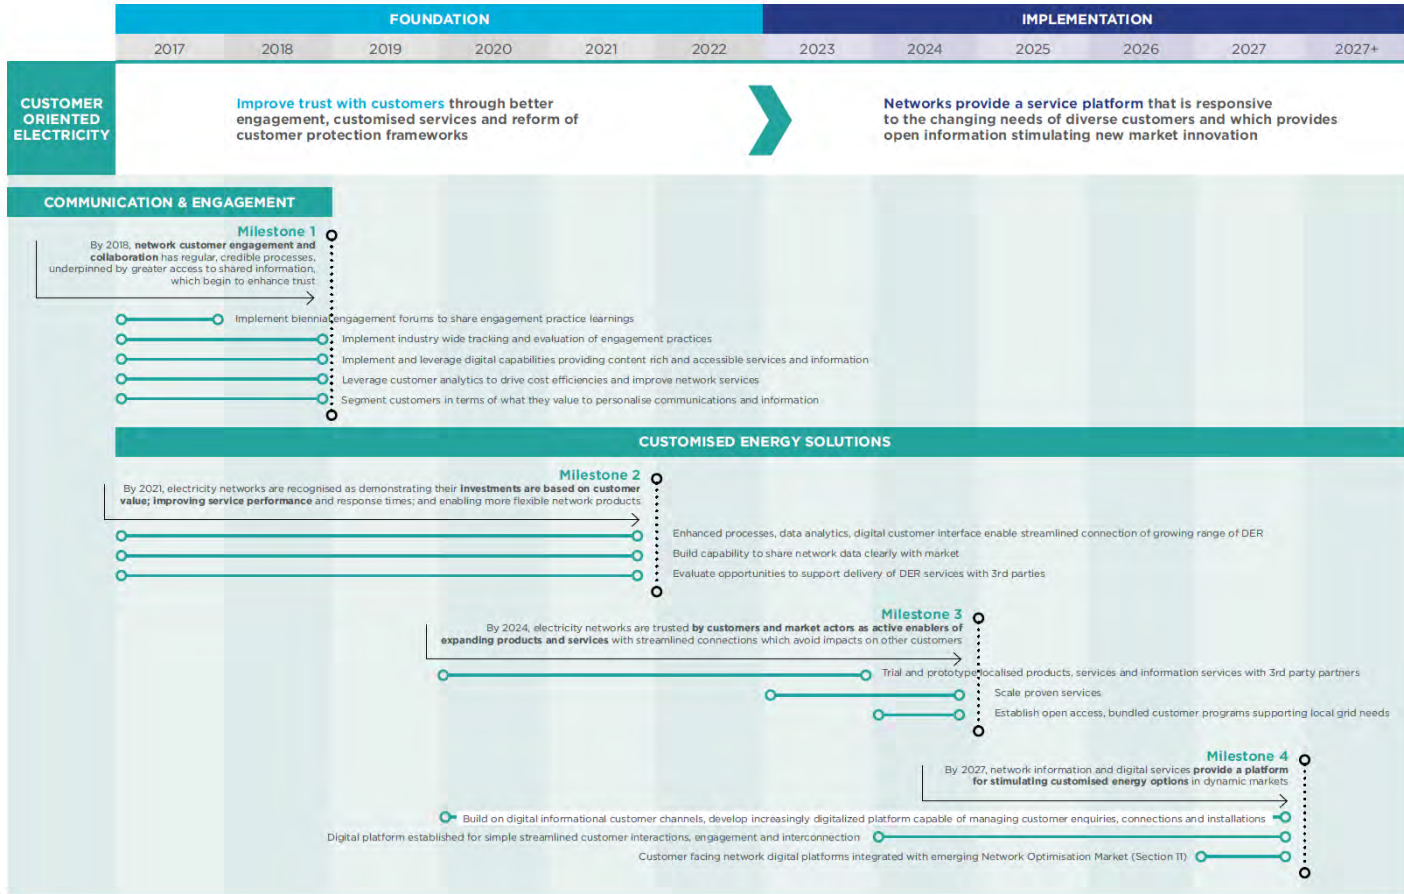 FOUNDATION
IMPLEMENTATION
2017
2018
2019
2020
2021
2022
2023
2024
2025
2026
2027
2027+
CUSTOMER
ORIENTED
ELECTRICITY
Improve trust with customers through better
engagement, customised services and reform of
customer protection frameworks
Networks provide a service platform that is responsive
to the changing needs of diverse customers and which provides
open information stimulating new market innovation
COMMUNICATION & ENGAGEMENT
Milestone 1
By 2018, network customer engagement and
collaboration has regular, credible processes,
underpinned by greater access to shared information,
which begin to enhance trust
Implement biennial engagement forums to share engagement practice learnings
Implement industry wide tracking and evaluation of engagement practices
Implement and leverage digital capabilities providing content rich and accessible services and information
Leverage customer analytics to drive cost efficiencies and improve network services
Segment customers in terms of what they value to personalise communications and information
CUSTOMISED ENERGY SOLUTIONS
Milestone 2
By 2021, electricity networks are recognised as demonstrating their investments are based on customer
value; improving service performance and response times; and enabling more flexible network products
Enhanced processes, data analytics, digital customer interface enable streamlined connection of growing range of DER
Build capability to share network data clearly with market
Evaluate opportunities to support delivery of DER services with 3rd parties
Milestone 3
By 2024, electricity networks are trusted by customers and market actors as active enablers of
expanding products and services with streamlined connections which avoid impacts on other customers
Trial and prototype localised products, services and information services with 3rd party partners
Scale proven services
Establish open access, bundled customer programs supporting local grid needs
Milestone 4
By 2027, network information and digital services provide a platform
for stimulating customised energy options in dynamic markets
Build on digital informational customer channels, develop increasingly digitalized platform capable of managing customer enquiries, connections and installations
Digital platform established for simple streamlined customer interactions, engagement and interconnection
Customer facing network digital platforms integrated with emerging Network Optimisation Market (Section 11)